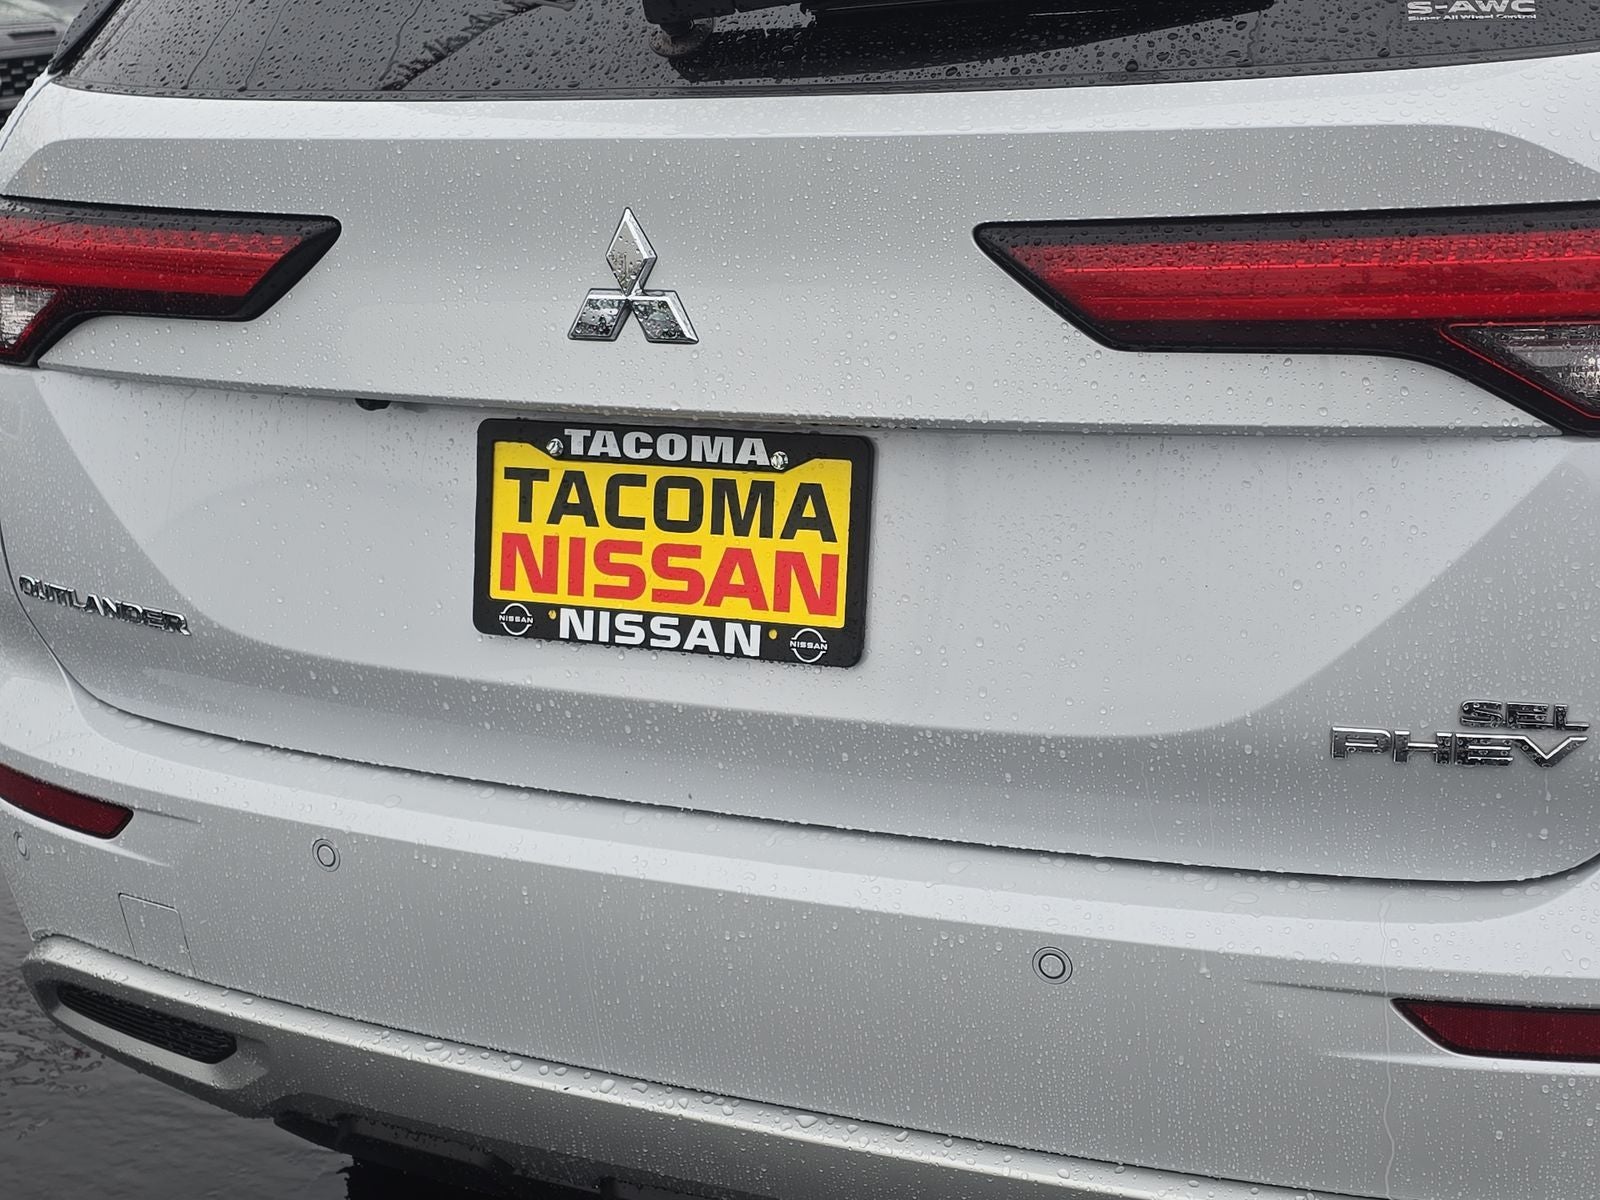 S-AWC
Super All Wheel Control
TACOMA
TACOMA
NISSAN
NISSAN
NISSAN
NISSAN
OUTLANDER
SEL
PHEV